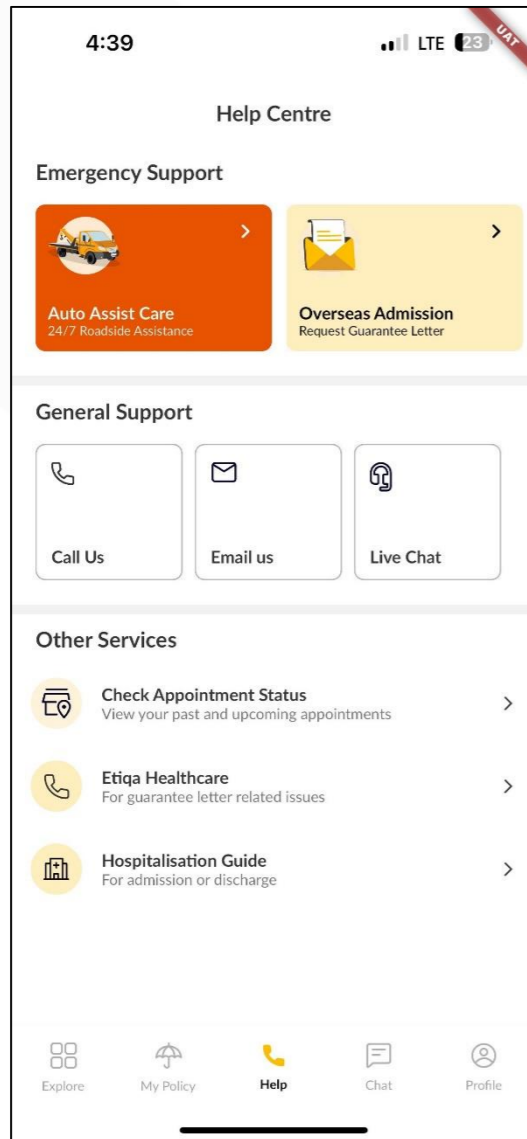 4:39
LTE
23
UAT
Help Centre
Emergency Support
Auto Assist Care
24/7 Roadside Assistance
Overseas Admission
Request Guarantee Letter
General Support
Call Us
Email us
Live Chat
Other Services
Check Appointment Status
View your past and upcoming appointments
Etiqa Healthcare
For guarantee letter related issues
Hospitalisation Guide
For admission or discharge
Explore
My Policy
Help
Chat
Profile